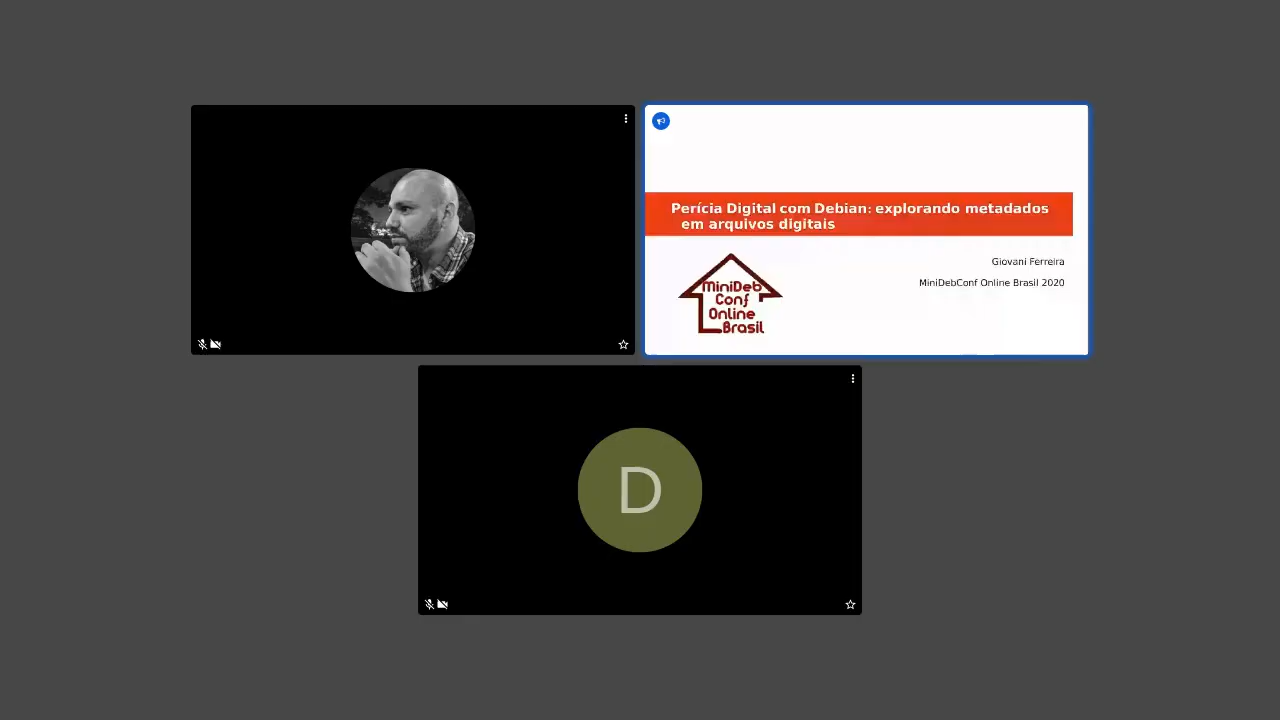 Perícia Digital com Debian: explorando metadados
em arquivos digitais
Giovani Ferreira
MiniDebConf Online Brasil 2020
MiniDeb
Conf
Online
Brasil
D